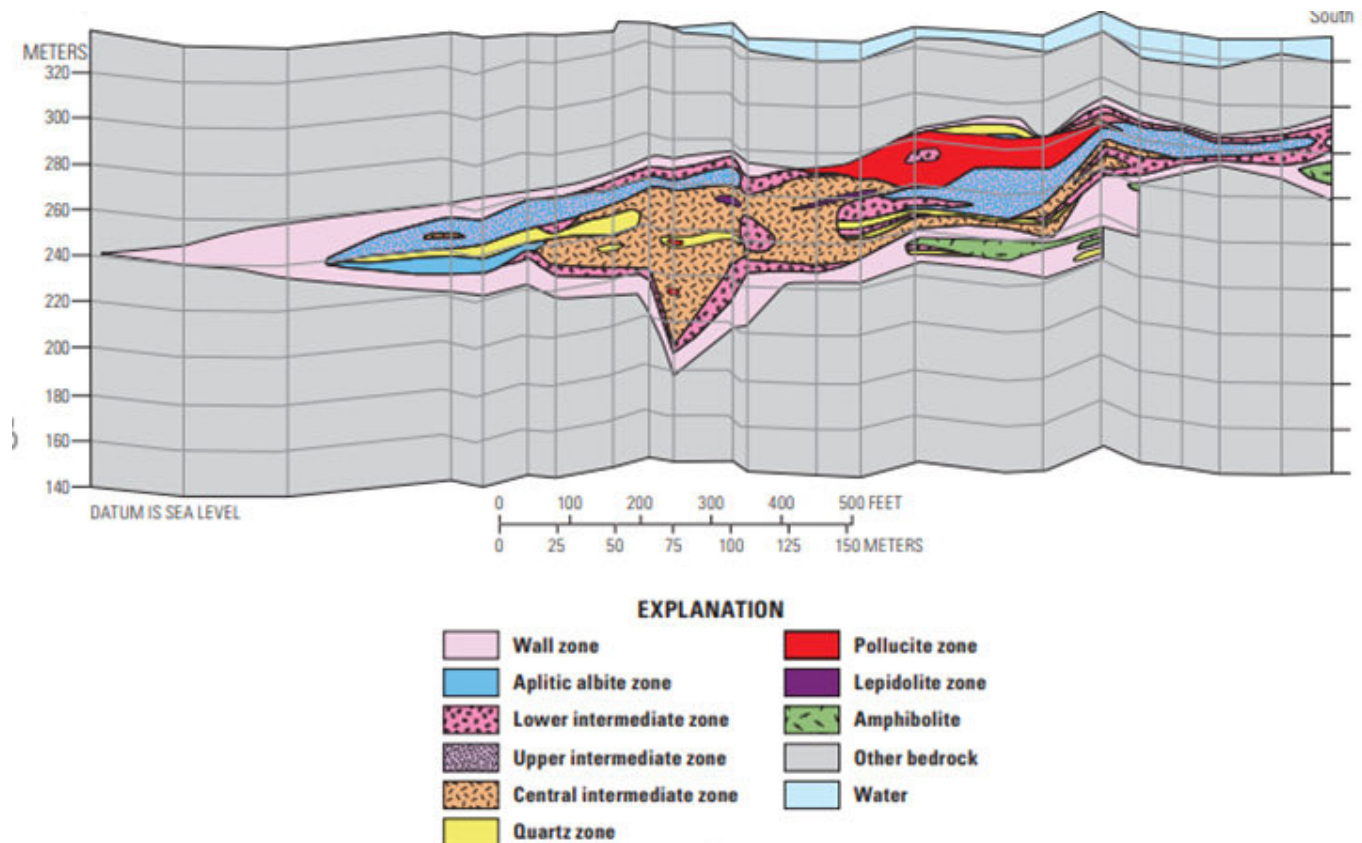 South
METERS
320
300
280
260
240
220
200
180
160
140
DATUM IS SEA LEVEL
0 100 200 300 400 500 FEET
0 25 50 75 100 125 150 METERS
EXPLANATION
Wall zone
Aplitic albite zone
Lower intermediate zone
Upper intermediate zone
Central intermediate zone
Quartz zone
Pollucite zone
Lepidolite zone
Amphibolite
Other bedrock
Water